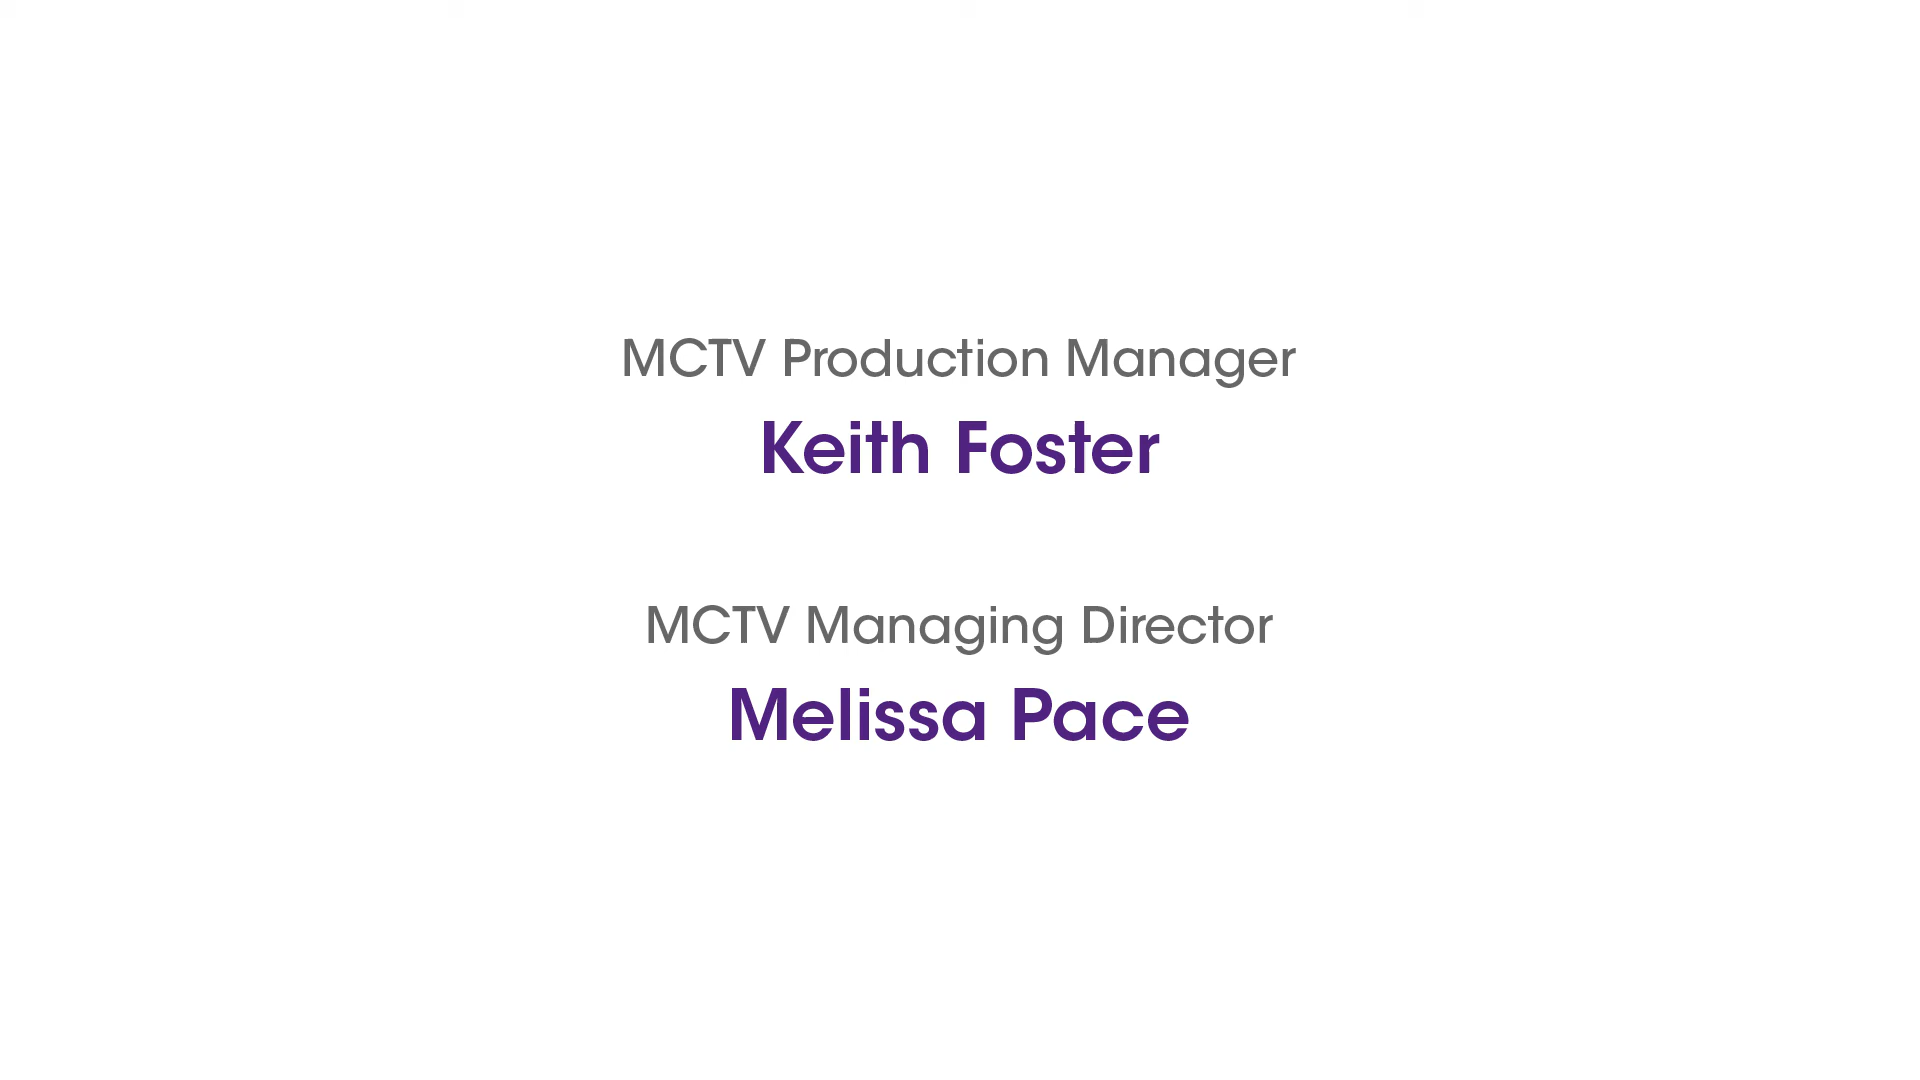 MCTV Production Manager
Keith Foster
MCTV Managing Director
Melissa Pace